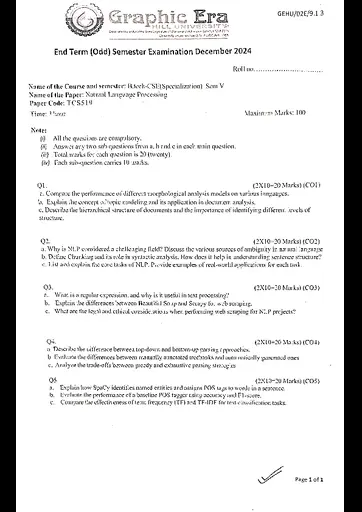 GEHU/02E/9.1.3
Graphic Era
HILL UNIVERSITY
End Term (Odd) Semester Examination December 2024
Roll no.
Name of the Course and semester: B.tech-CSE(Specialization) Sem V
Name of the Paper: Natural Language Processing
Paper Code: TCS519
Time: 3 hour Maximum Marks: 100
Note:
(i) All the questions are compulsory.
(ii) Answer any two sub questions from a, b and c in each main question.
(iii) Total marks for each question is 20 (twenty).
(iv) Each sub-question carries 10 marks.
Q1. (2X10=20 Marks) (CO1)
a. Compare the performance of different morphological analysis models on various languages.
b. Explain the concept of topic modeling and its application in document analysis.
c. Describe the hierarchical structure of documents and the importance of identifying different levels of
structure.
Q2. (2X10=20 Marks) (CO2)
a. Why is NLP considered a challenging field? Discuss the various sources of ambiguity in natural language
b. Define Chunking and its role in syntactic analysis. How does it help in understanding sentence structure?
c. List and explain the core tasks of NLP. Provide examples of real-world applications for each task.
Q3. (2X10=20 Marks) (CO3)
a. What is a regular expression, and why is it useful in text processing?
b. Explain the differences between Beautiful Soup and Scrapy for web scraping.
c. What are the legal and ethical considerations when performing web scraping for NLP projects?
Q4. (2X10=20 Marks) (CO4)
a. Describe the difference between top-down and bottom-up parsing approaches.
b. Evaluate the differences between manually annotated treebanks and automatically generated ones
c. Analyze the trade-offs between greedy and exhaustive parsing strategies
Q5. (2X10=20 Marks) (CO5)
a. Explain how SpaCy identifies named entities and assigns POS tags to words in a sentence.
b. Evaluate the performance of a baseline POS tagger using accuracy and F1-score.
c. Compare the effectiveness of term frequency (TF) and TF-IDF for text classification tasks.
Page 1 of 1